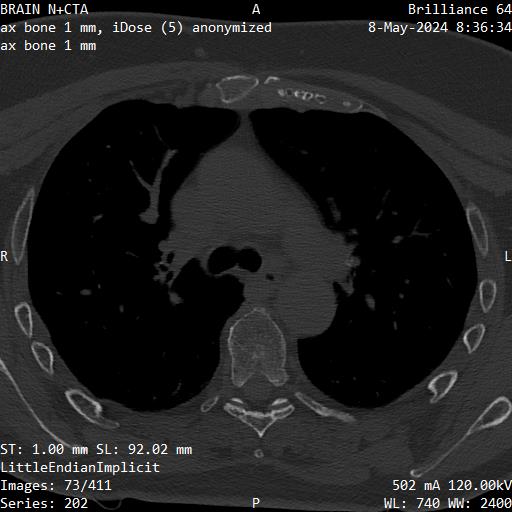 BRAIN N+CTA
A
Brilliance 64
ax bone 1 mm, iDose (5) anonymized
8-May-2024 8:36:34
ax bone 1 mm
R
L
ST: 1.00 mm SL: 92.02 mm
LittleEndianImplicit
Images: 73/411
502 mA 120.00kV
Series: 202
P
WL: 740 WW: 2400